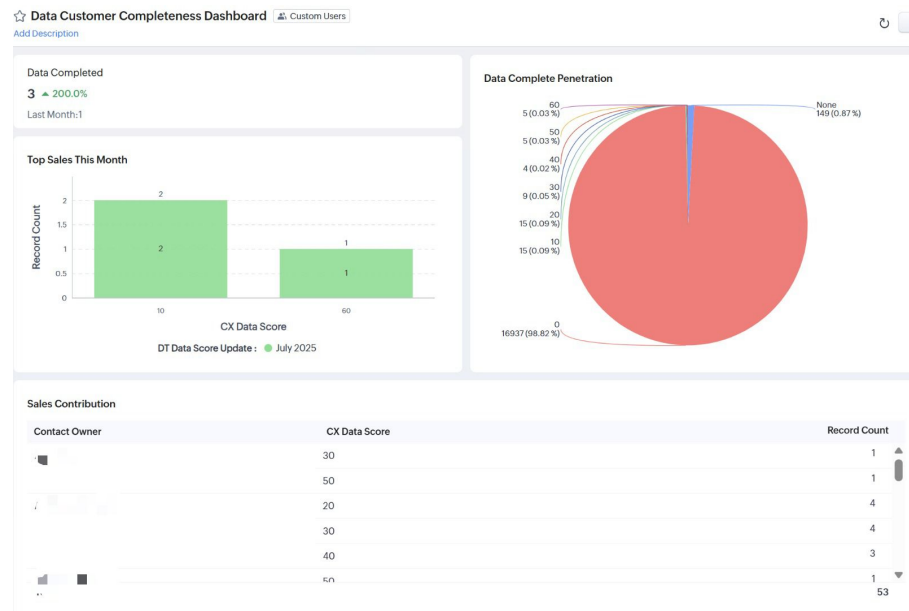 Data Customer Completeness Dashboard Custom Users
Add Description
Data Completed
3 ▲ 200.0%
Last Month:1
Top Sales This Month
Record Count
2
1.5
1
0.5
0
2
2
1
1
10
60
CX Data Score
DT Data Score Update : July 2025
Data Complete Penetration
60
5 (0.03 %)
50
5 (0.03 %)
40
4 (0.02 %)
30
9 (0.05 %)
20
15 (0.09 %)
10
15 (0.09 %)
0
16937 (98.82 %)
None
149 (0.87 %)
Sales Contribution
Contact Owner CX Data Score Record Count
30 1
50 1
20 4
30 4
40 3
50 1
53